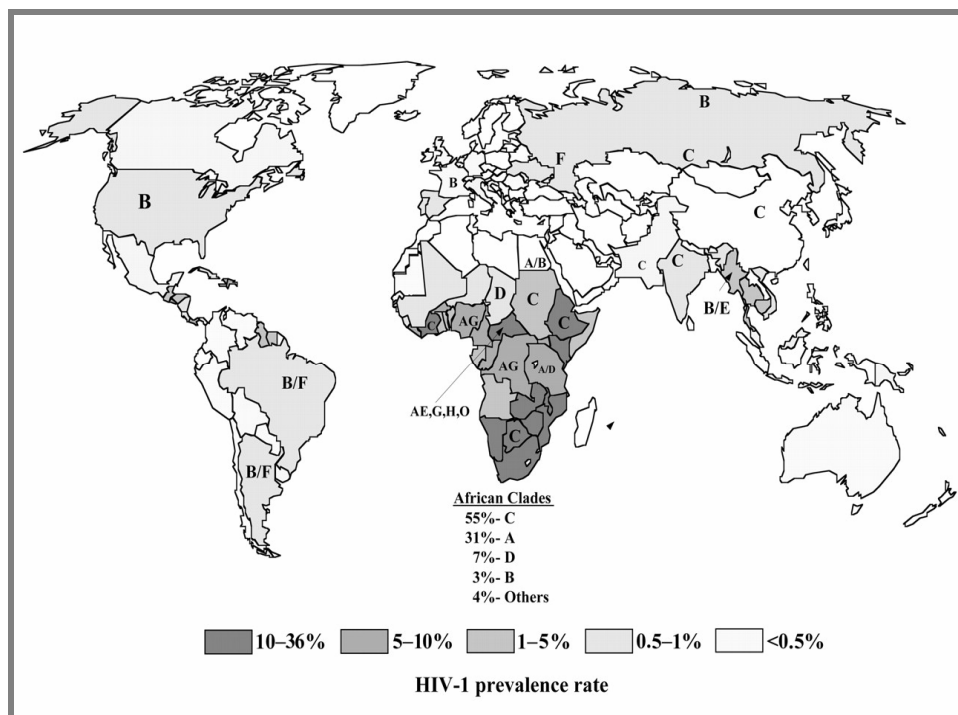 B
B
C
F
B
C
A/B
C
C
D
C
B/E
C
AG
C
AG
A/D
B/F
AE,G,H,O
C
B/F
African Clades
55%- C
31%- A
7%- D
3%- B
4%- Others
10–36% 5–10% 1–5% 0.5–1% <0.5%
HIV-1 prevalence rate